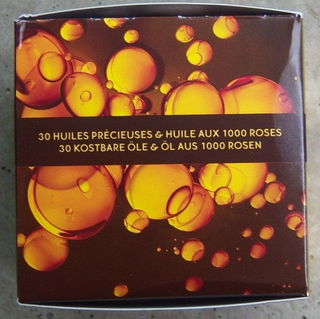 30 HUILES PRÉCIEUSES & HUILE AUX 1000 ROSES
30 KOSTBARE ÖLE & ÖL AUS 1000 ROSEN